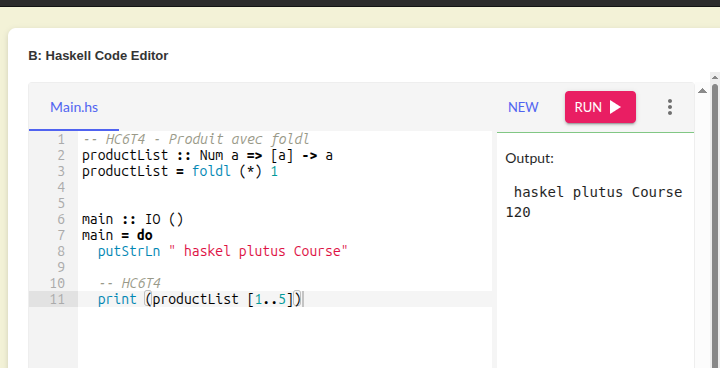 B: Haskell Code Editor
Main.hs
NEW
RUN
1 -- HC6T4 - Produit avec foldl
2 productList :: Num a => [a] -> a
3 productList = foldl (*) 1
4
5
6 main :: IO ()
7 main = do
8   putStrLn " haskel plutus Course"
9
10   -- HC6T4
11   print (productList [1..5])
Output:
 haskel plutus Course
120